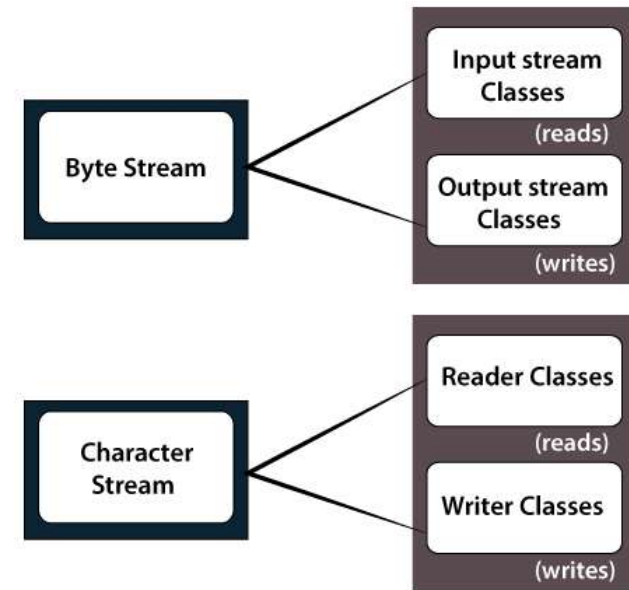 Byte Stream
Input stream
Classes
(reads)
Output stream
Classes
(writes)
Character
Stream
Reader Classes
(reads)
Writer Classes
(writes)